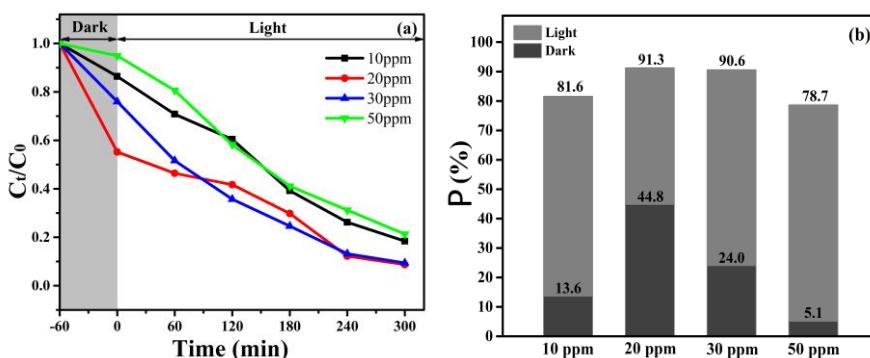 Dark
Light
(a)
10ppm
20ppm
30ppm
50ppm
1.0
0.8
0.6
0.4
0.2
0.0
Ct/C0
-60 0 60 120 180 240 300
Time (min)
(b)
Light
Dark
100
90
80
70
60
50
40
30
20
10
0
P (%)
81.6
91.3
90.6
78.7
13.6
44.8
24.0
5.1
10 ppm 20 ppm 30 ppm 50 ppm